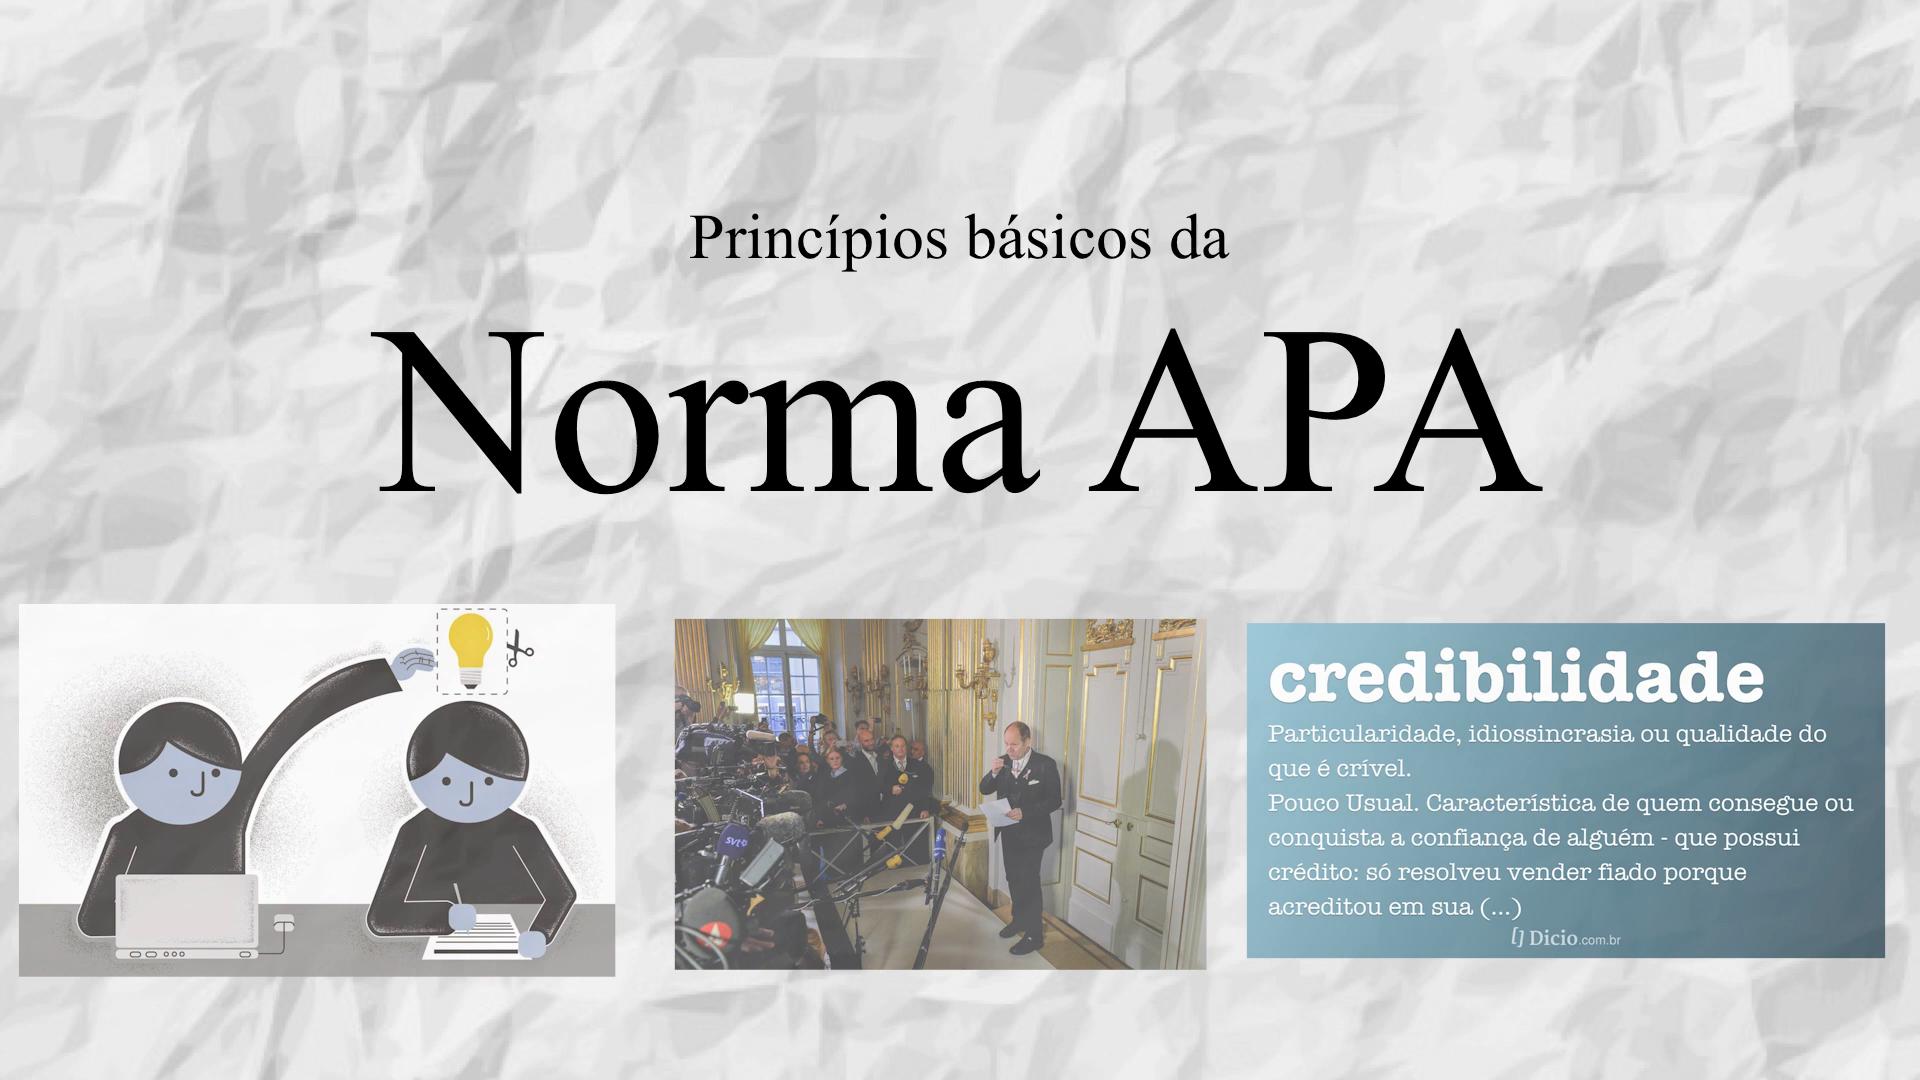 Princípios básicos da
Norma APA
svt
credibilidade
Particularidade, idiossincrasia ou qualidade do
que é crível.
Pouco Usual. Característica de quem consegue ou
conquista a confiança de alguém - que possui
crédito: só resolveu vender fiado porque
acreditou em sua (...)
Dicio.com.br